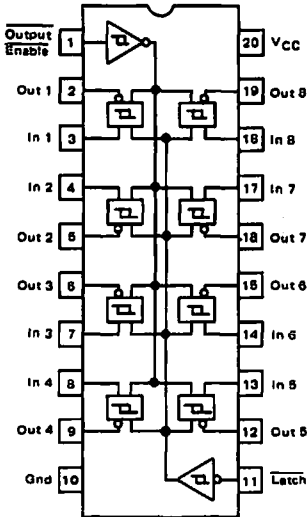 Output
Enable 1 20 VCC
Out 1 2 19 Out 8
In 1 3 18 In 8
In 2 4 17 In 7
Out 2 5 16 Out 7
Out 3 6 15 Out 6
In 3 7 14 In 6
In 4 8 13 In 5
Out 4 9 12 Out 5
Gnd 10 11 Latch